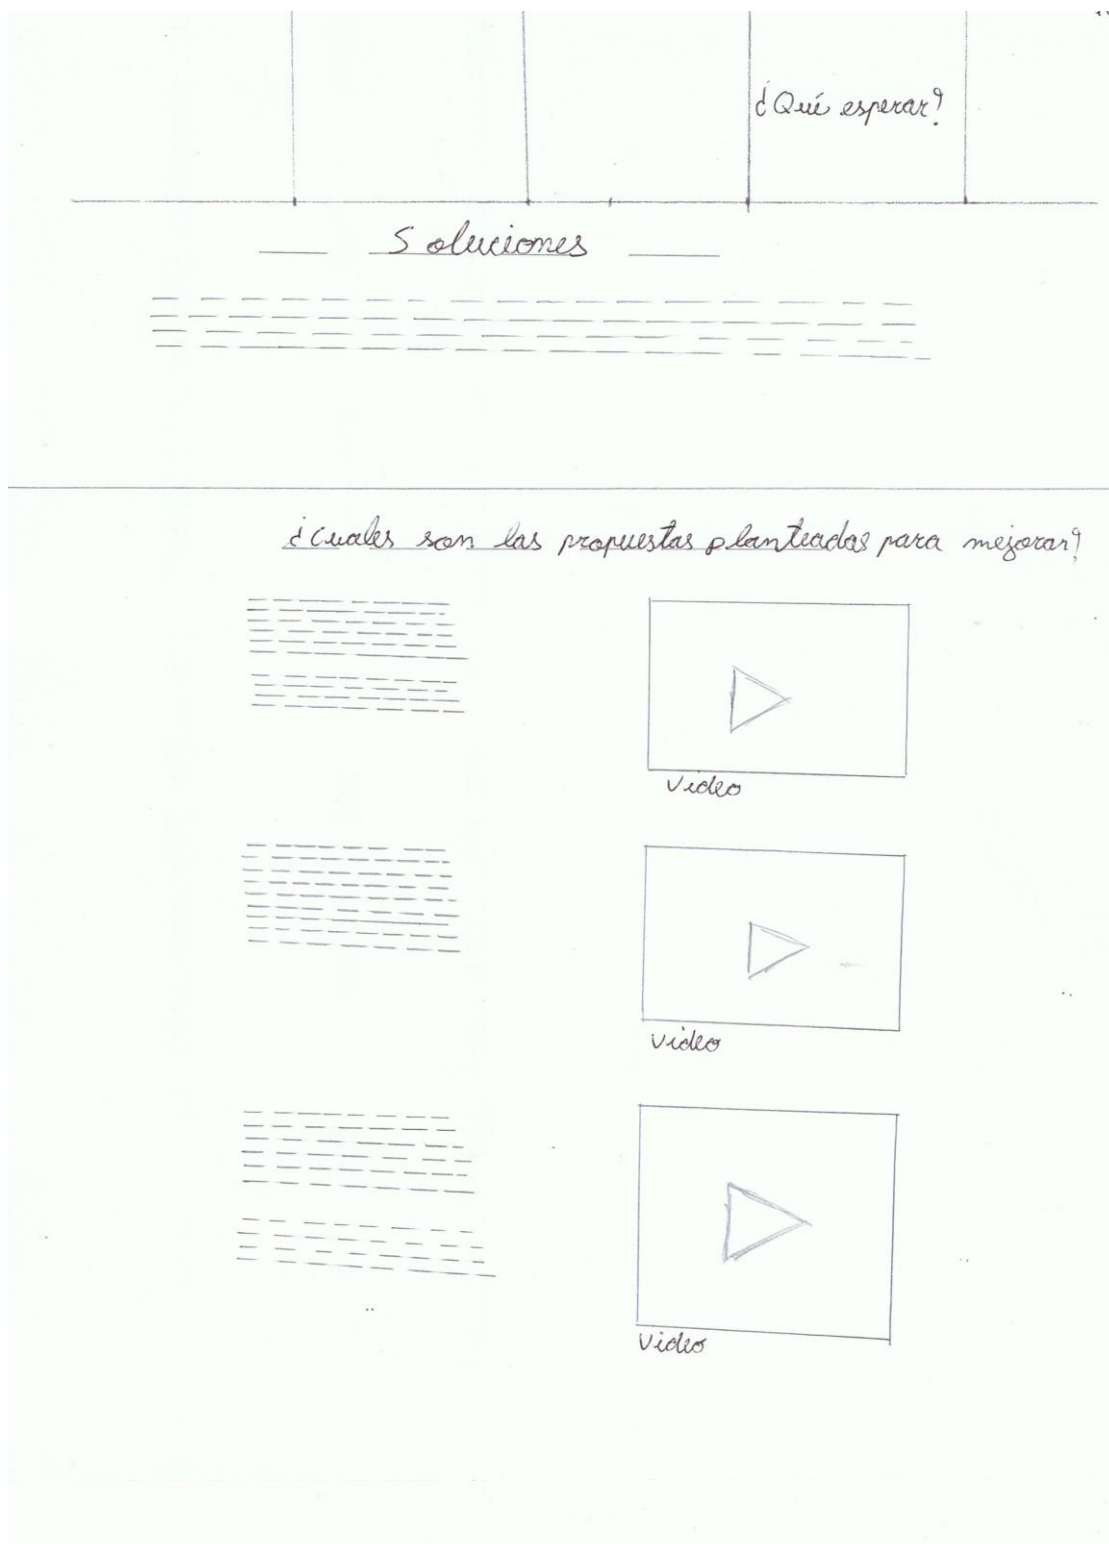 ¿Qué esperar?
Soluciones
¿Cuales son las propuestas planteadas para mejorar?
Video
Video
Video